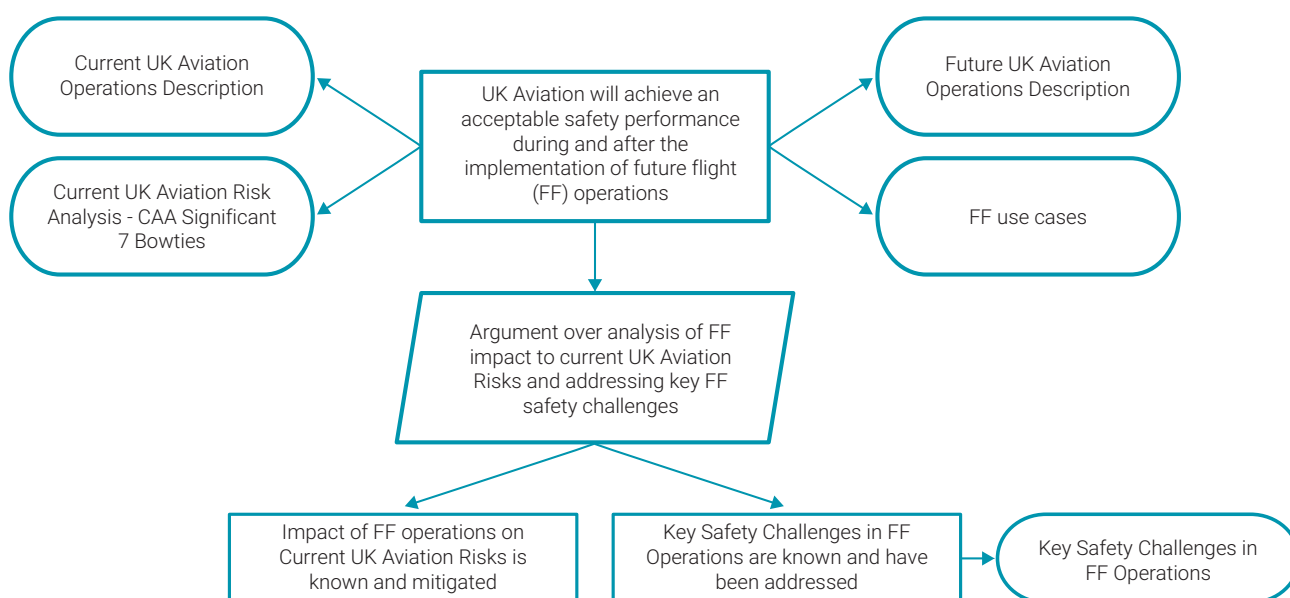 Current UK Aviation
Operations Description
UK Aviation will achieve an
acceptable safety performance
during and after the
implementation of future flight
(FF) operations
Future UK Aviation
Operations Description
Current UK Aviation Risk
Analysis - CAA Significant
7 Bowties
FF use cases
Argument over analysis of FF
impact to current UK Aviation
Risks and addressing key FF
safety challenges
Impact of FF operations on
Current UK Aviation Risks is
known and mitigated
Key Safety Challenges in FF
Operations are known and have
been addressed
Key Safety Challenges in
FF Operations